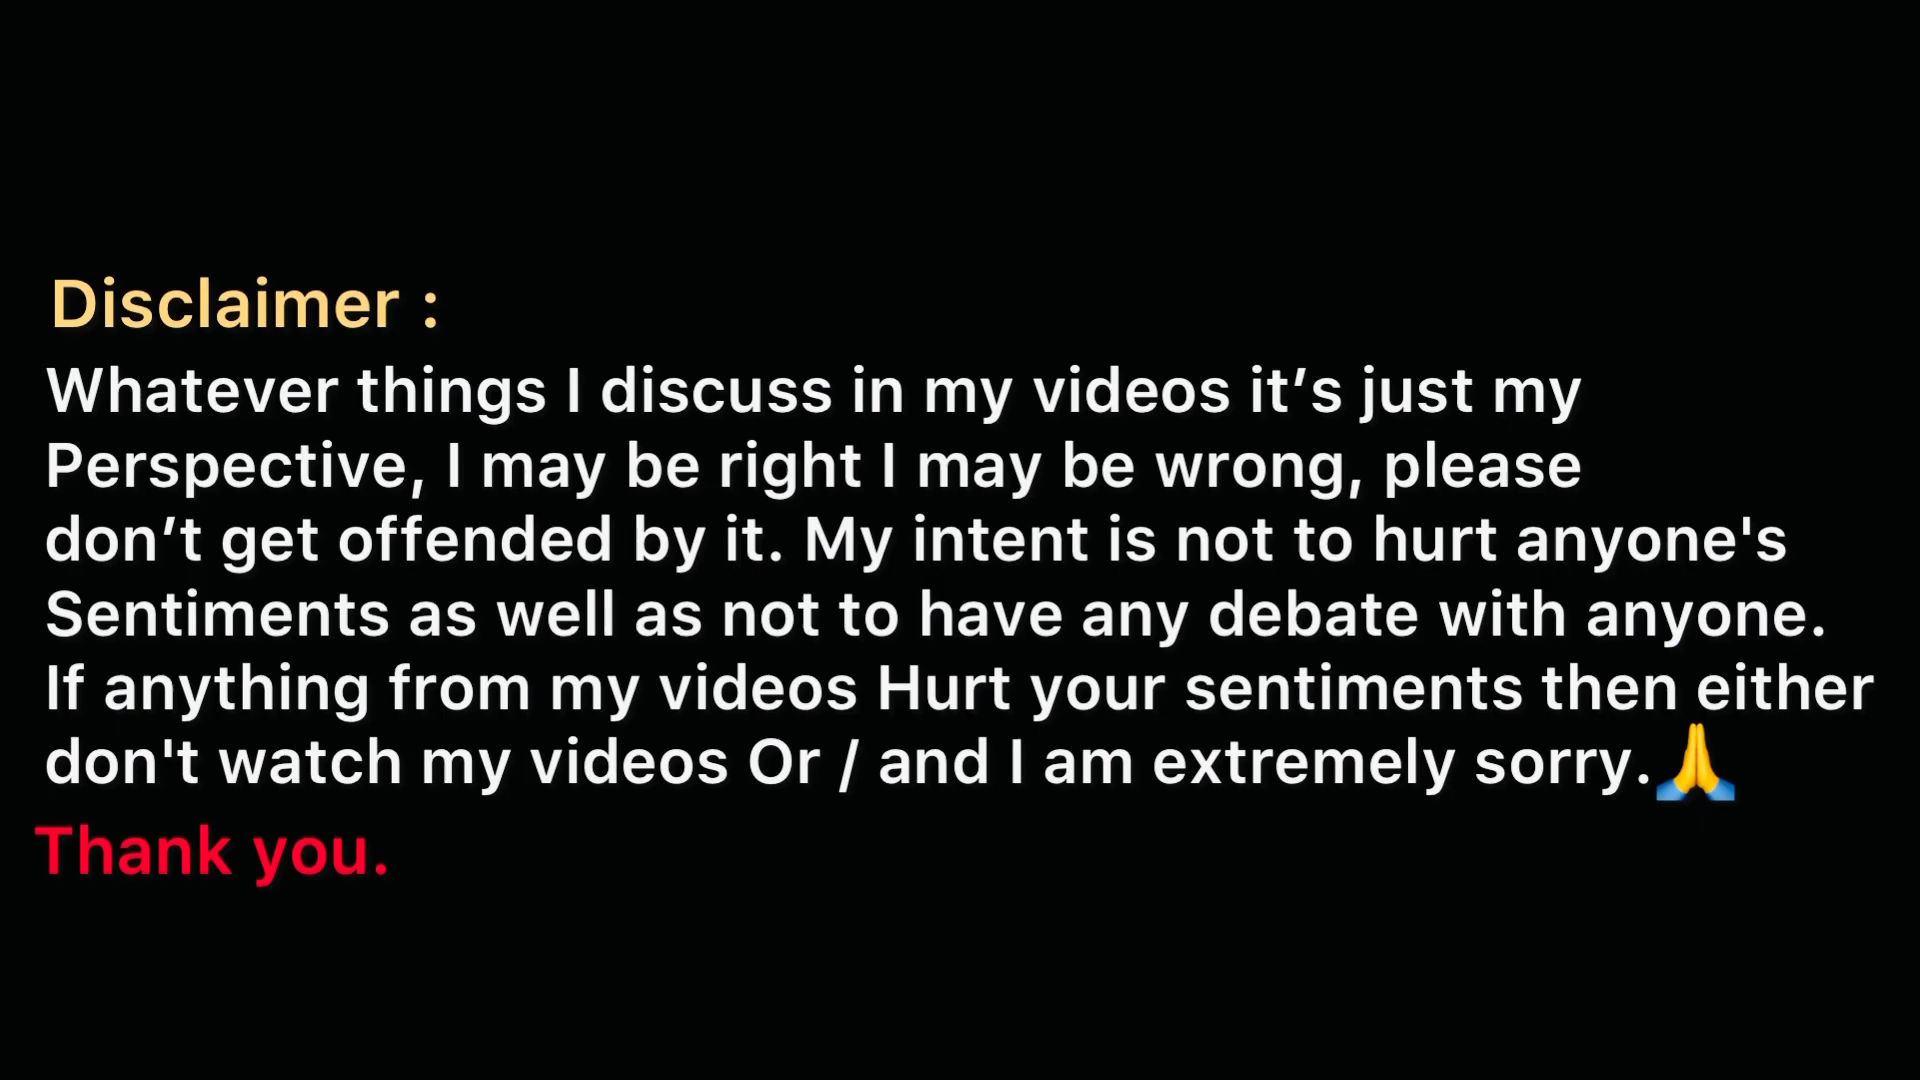 Disclaimer :
Whatever things I discuss in my videos it’s just my
Perspective, I may be right I may be wrong, please
don’t get offended by it. My intent is not to hurt anyone's
Sentiments as well as not to have any debate with anyone.
If anything from my videos Hurt your sentiments then either
don't watch my videos Or / and I am extremely sorry.🙏
Thank you.